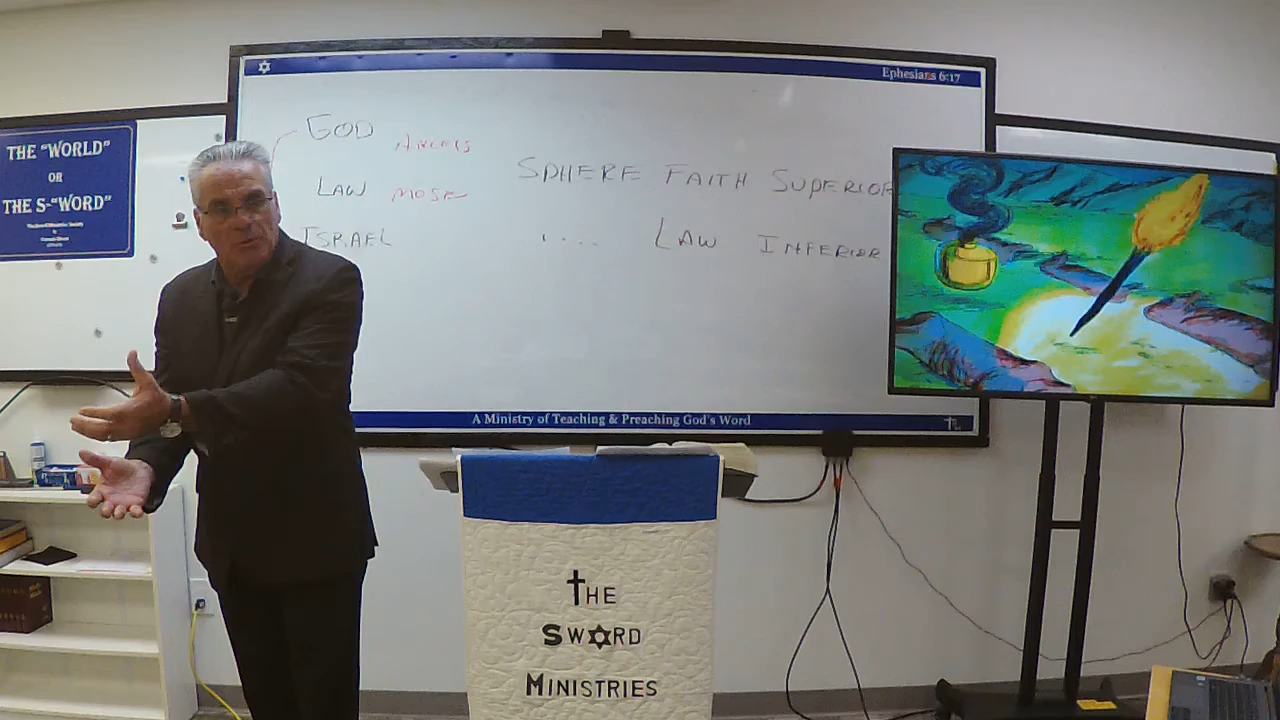 Ephesians 6:17
THE "WORLD"
OR
THE S-"WORD"
GOD ANGELS
LAW MOSE
ISRAEL
SPHERE FAITH SUPERIOR
" .... LAW INFERIOR
A Ministry of Teaching & Preaching God's Word
THE
SWORD
MINISTRIES